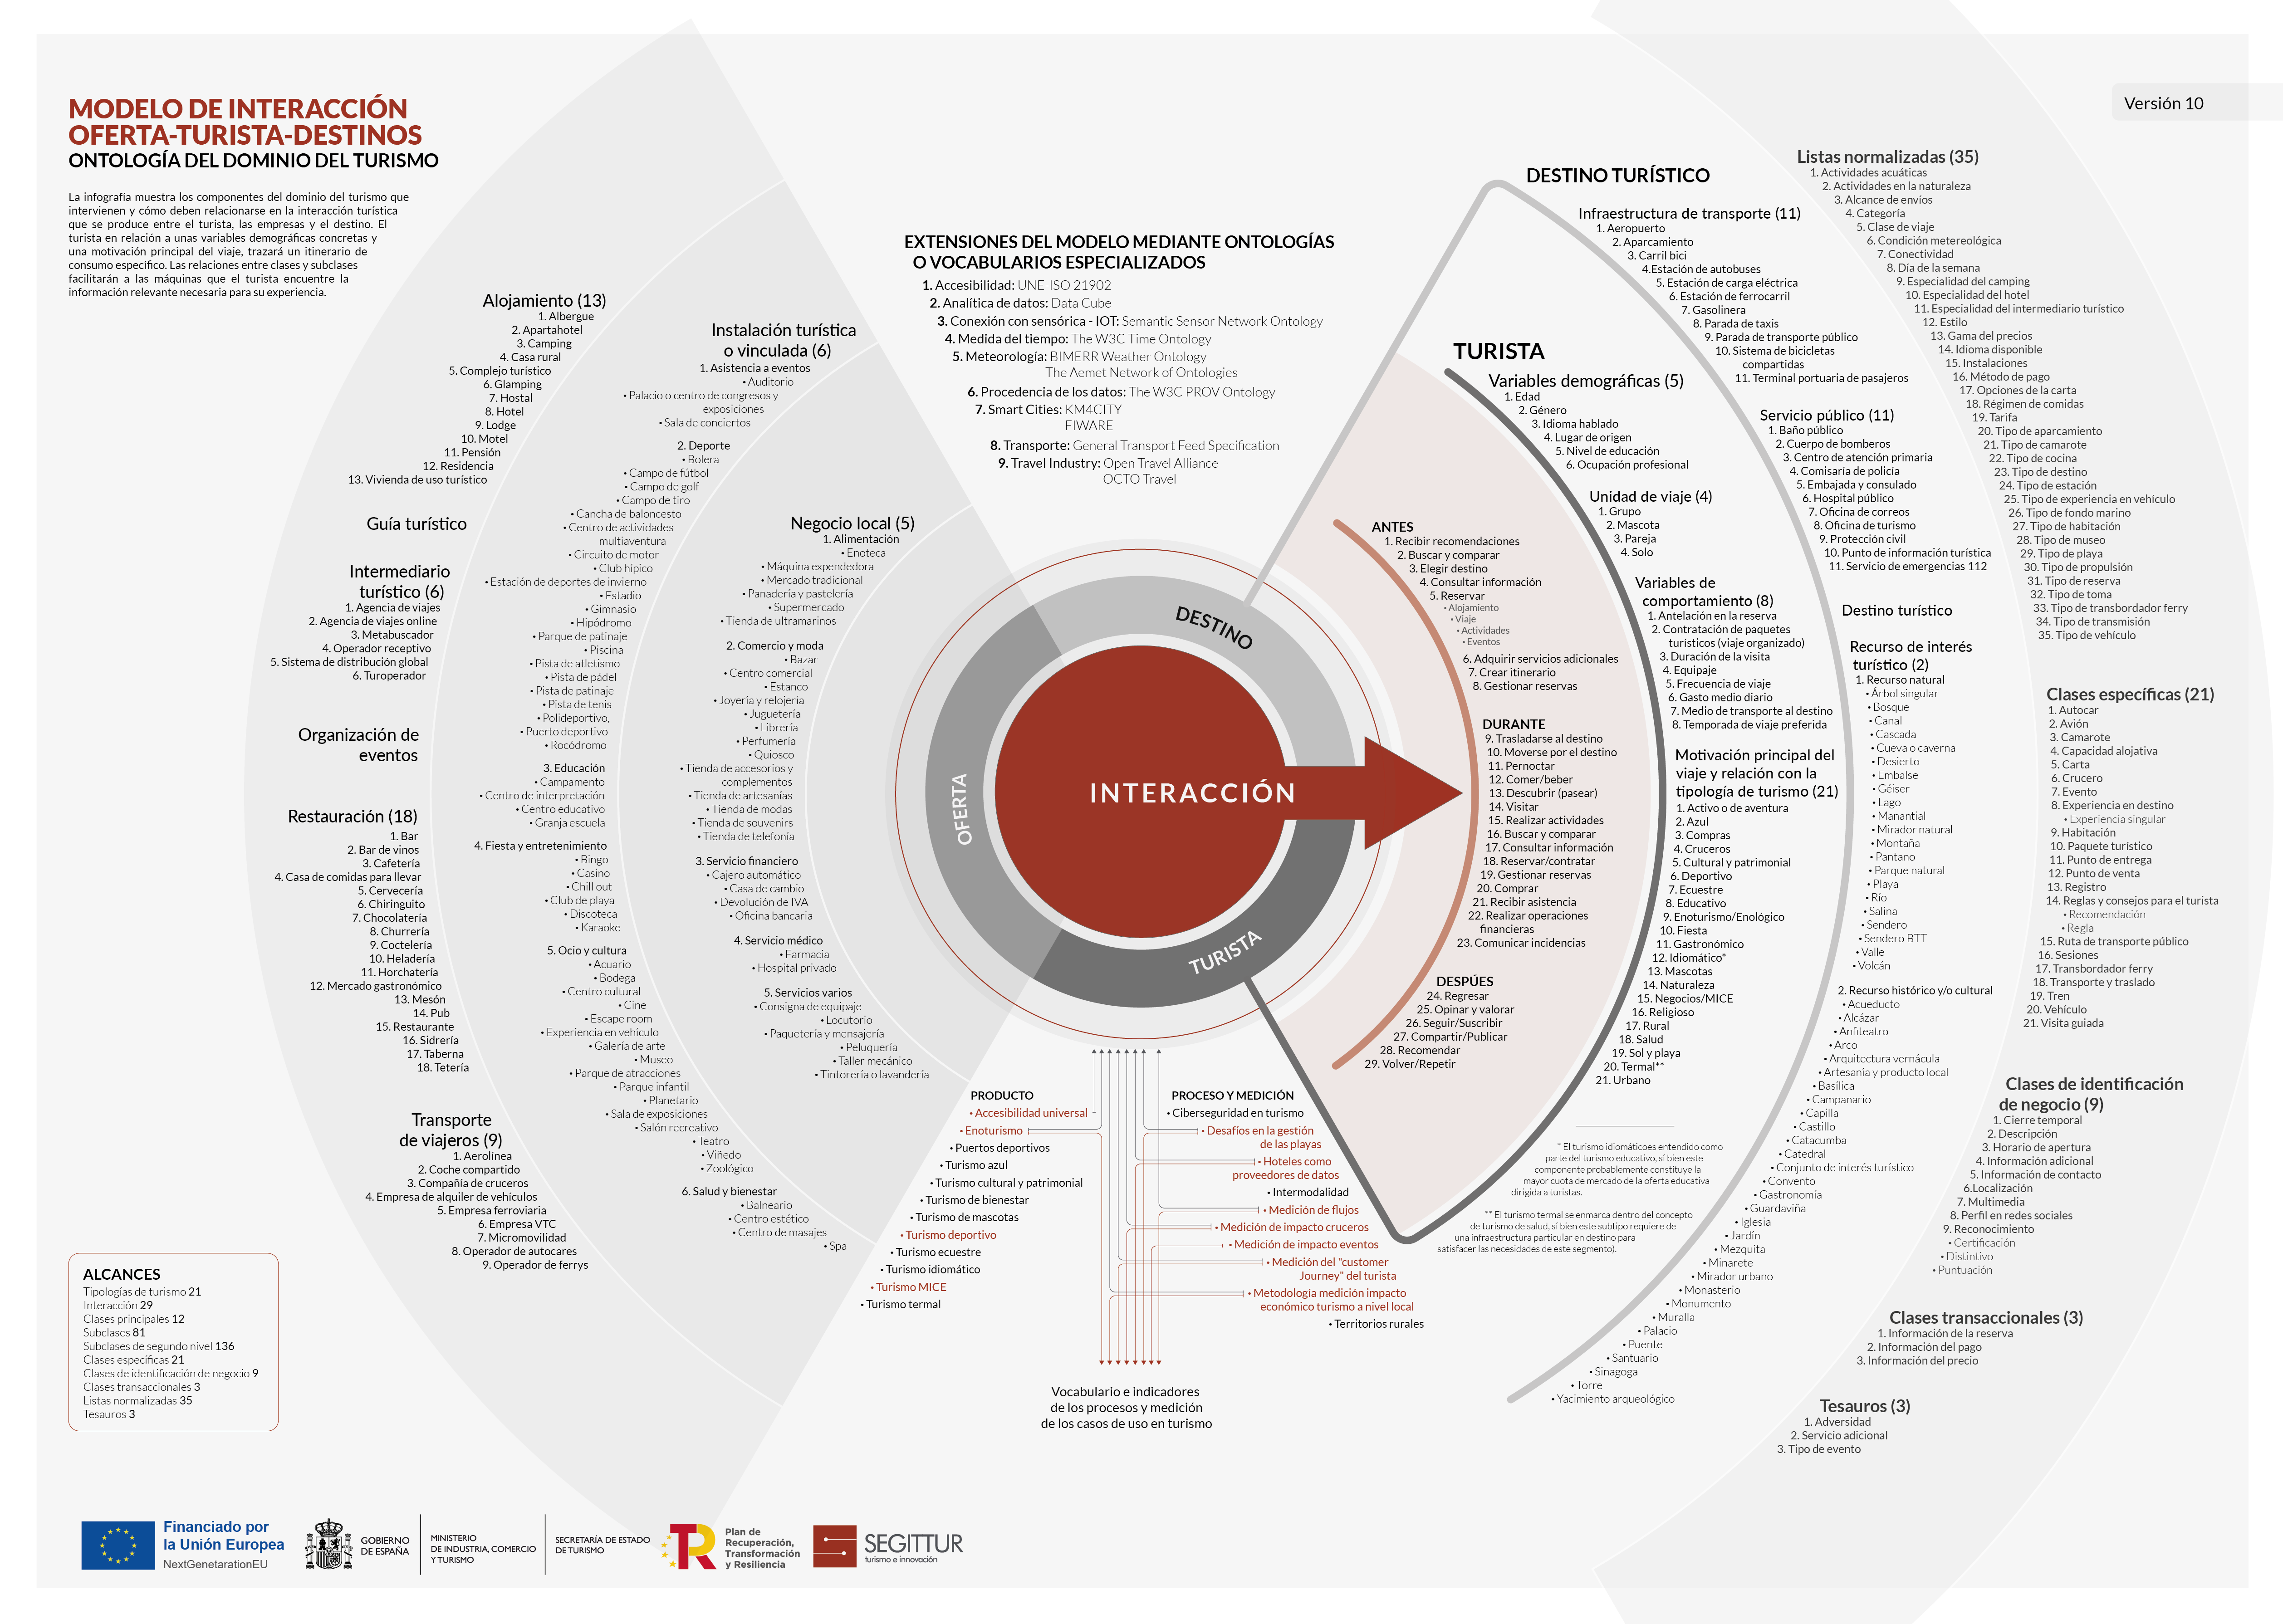 Versión 10
MODELO DE INTERACCIÓN
OFERTA-TURISTA-DESTINOS
ONTOLOGÍA DEL DOMINIO DEL TURISMO
La infografía muestra los componentes del dominio del turismo que
intervienen y cómo deben relacionarse en la interacción turística
que se produce entre el turista, las empresas y el destino. El
turista en relación a unas variables demográficas concretas y
una motivación principal del viaje, trazará un itinerario de
consumo específico. Las relaciones entre clases y subclases
facilitarán a las máquinas que el turista encuentre la
información relevante necesaria para su experiencia.
Alojamiento (13)
1. Albergue
2. Apartahotel
3. Camping
4. Casa rural
5. Complejo turístico
6. Glamping
7. Hostal
8. Hotel
9. Lodge
10. Motel
11. Pensión
12. Residencia
13. Vivienda de uso turístico
Guía turístico
Intermediario
turístico (6)
1. Agencia de viajes
2. Agencia de viajes online
3. Metabuscador
4. Operador receptivo
5. Sistema de distribución global
6. Turoperador
Organización de
eventos
Restauración (18)
1. Bar
2. Bar de vinos
3. Cafetería
4. Casa de comidas para llevar
5. Cervecería
6. Chiringuito
7. Chocolatería
8. Churrería
9. Coctelería
10. Heladería
11. Horchatería
12. Mercado gastronómico
13. Mesón
14. Pub
15. Restaurante
16. Sidrería
17. Taberna
18. Tetería
Transporte
de viajeros (9)
1. Aerolínea
2. Coche compartido
3. Compañía de cruceros
4. Empresa de alquiler de vehículos
5. Empresa ferroviaria
6. Empresa VTC
7. Micromovilidad
8. Operador de autocares
9. Operador de ferrys
Instalación turística
o vinculada (6)
1. Asistencia a eventos
• Auditorio
• Palacio o centro de congresos y
exposiciones
• Sala de conciertos
2. Deporte
• Bolera
• Campo de fútbol
• Campo de golf
• Campo de tiro
• Cancha de baloncesto
• Centro de actividades
multiaventura
• Circuito de motor
• Club hípico
• Estación de deportes de invierno
• Estadio
• Gimnasio
• Hipódromo
• Parque de patinaje
• Piscina
• Pista de atletismo
• Pista de pádel
• Pista de patinaje
• Pista de tenis
• Polideportivo,
• Puerto deportivo
• Rocódromo
3. Educación
• Campamento
• Centro de interpretación
• Centro educativo
• Granja escuela
4. Fiesta y entretenimiento
• Bingo
• Casino
• Chill out
• Club de playa
• Discoteca
• Karaoke
5. Ocio y cultura
• Acuario
• Bodega
• Centro cultural
• Cine
• Escape room
• Experiencia en vehículo
• Galería de arte
• Museo
• Parque de atracciones
• Parque infantil
• Planetario
• Sala de exposiciones
• Salón recreativo
• Teatro
• Viñedo
• Zoológico
6. Salud y bienestar
• Balneario
• Centro estético
• Centro de masajes
• Spa
Negocio local (5)
1. Alimentación
• Enoteca
• Máquina expendedora
• Mercado tradicional
• Panadería y pastelería
• Supermercado
• Tienda de ultramarinos
2. Comercio y moda
• Bazar
• Centro comercial
• Estanco
• Joyería y relojería
• Juguetería
• Librería
• Perfumería
• Quiosco
• Tienda de accesorios y
complementos
• Tienda de artesanías
• Tienda de modas
• Tienda de souvenirs
• Tienda de telefonía
3. Servicio financiero
• Cajero automático
• Casa de cambio
• Devolución de IVA
• Oficina bancaria
4. Servicio médico
• Farmacia
• Hospital privado
5. Servicios varios
• Consigna de equipaje
• Locutorio
• Paquetería y mensajería
• Peluquería
• Taller mecánico
• Tintorería o lavandería
EXTENSIONES DEL MODELO MEDIANTE ONTOLOGÍAS
O VOCABULARIOS ESPECIALIZADOS
1. Accesibilidad: UNE-ISO 21902
2. Analítica de datos: Data Cube
3. Conexión con sensórica - IOT: Semantic Sensor Network Ontology
4. Medida del tiempo: The W3C Time Ontology
5. Meteorología: BIMERR Weather Ontology
The Aemet Network of Ontologies
6. Procedencia de los datos: The W3C PROV Ontology
7. Smart Cities: KM4CITY
FIWARE
8. Transporte: General Transport Feed Specification
9. Travel Industry: Open Travel Alliance
OCTO Travel
DESTINO
OFERTA
INTERACCIÓN
TURISTA
PRODUCTO
• Accesibilidad universal
• Enoturismo
• Puertos deportivos
• Turismo azul
• Turismo cultural y patrimonial
• Turismo de bienestar
• Turismo de mascotas
• Turismo deportivo
• Turismo ecuestre
• Turismo idiomático
• Turismo MICE
• Turismo termal
PROCESO Y MEDICIÓN
• Ciberseguridad en turismo
• Desafíos en la gestión
de las playas
• Hoteles como
proveedores de datos
• Intermodalidad
• Medición de flujos
• Medición de impacto cruceros
• Medición de impacto eventos
• Medición del "customer
Journey" del turista
• Metodología medición impacto
económico turismo a nivel local
• Territorios rurales
Vocabulario e indicadores
de los procesos y medición
de los casos de uso en turismo
ANTES
1. Recibir recomendaciones
2. Buscar y comparar
3. Elegir destino
4. Consultar información
5. Reservar
• Alojamiento
• Viaje
• Actividades
• Eventos
6. Adquirir servicios adicionales
7. Crear itinerario
8. Gestionar reservas
DURANTE
9. Trasladarse al destino
10. Moverse por el destino
11. Pernoctar
12. Comer/beber
13. Descubrir (pasear)
14. Visitar
15. Realizar actividades
16. Buscar y comparar
17. Consultar información
18. Reservar/contratar
19. Gestionar reservas
20. Comprar
21. Recibir asistencia
22. Realizar operaciones
financieras
23. Comunicar incidencias
DESPÚES
24. Regresar
25. Opinar y valorar
26. Seguir/Suscribir
27. Compartir/Publicar
28. Recomendar
29. Volver/Repetir
TURISTA
Variables demográficas (5)
1. Edad
2. Género
3. Idioma hablado
4. Lugar de origen
5. Nivel de educación
6. Ocupación profesional
Unidad de viaje (4)
1. Grupo
2. Mascota
3. Pareja
4. Solo
Variables de
comportamiento (8)
1. Antelación en la reserva
2. Contratación de paquetes
turísticos (viaje organizado)
3. Duración de la visita
4. Equipaje
5. Frecuencia de viaje
6. Gasto medio diario
7. Medio de transporte al destino
8. Temporada de viaje preferida
Motivación principal del
viaje y relación con la
tipología de turismo (21)
1. Activo o de aventura
2. Azul
3. Compras
4. Cruceros
5. Cultural y patrimonial
6. Deportivo
7. Ecuestre
8. Educativo
9. Enoturismo/Enológico
10. Fiesta
11. Gastronómico
12. Idiomático*
13. Mascotas
14. Naturaleza
15. Negocios/MICE
16. Religioso
17. Rural
18. Salud
19. Sol y playa
20. Termal**
21. Urbano
* El turismo idiomáticoes entendido como
parte del turismo educativo, si bien este
componente probablemente constituye la
mayor cuota de mercado de la oferta educativa
dirigida a turistas.
** El turismo termal se enmarca dentro del concepto
de turismo de salud, si bien este subtipo requiere de
una infraestructura particular en destino para
satisfacer las necesidades de este segmento).
DESTINO TURÍSTICO
Infraestructura de transporte (11)
1. Aeropuerto
2. Aparcamiento
3. Carril bici
4.Estación de autobuses
5. Estación de carga eléctrica
6. Estación de ferrocarril
7. Gasolinera
8. Parada de taxis
9. Parada de transporte público
10. Sistema de bicicletas
compartidas
11. Terminal portuaria de pasajeros
Servicio público (11)
1. Baño público
2. Cuerpo de bomberos
3. Centro de atención primaria
4. Comisaría de policía
5. Embajada y consulado
6. Hospital público
7. Oficina de correos
8. Oficina de turismo
9. Protección civil
10. Punto de información turística
11. Servicio de emergencias 112
Destino turístico
Recurso de interés
turístico (2)
1. Recurso natural
• Árbol singular
• Bosque
• Canal
• Cascada
• Cueva o caverna
• Desierto
• Embalse
• Géiser
• Lago
• Manantial
• Mirador natural
• Montaña
• Pantano
• Parque natural
• Playa
• Río
• Salina
• Sendero
• Sendero BTT
• Valle
• Volcán
2. Recurso histórico y/o cultural
• Acueducto
• Alcázar
• Anfiteatro
• Arco
• Arquitectura vernácula
• Artesanía y producto local
• Basílica
• Campanario
• Capilla
• Castillo
• Catacumba
• Catedral
• Conjunto de interés turístico
• Convento
• Gastronomía
• Guardaviña
• Iglesia
• Jardín
• Mezquita
• Minarete
• Mirador urbano
• Monasterio
• Monumento
• Muralla
• Palacio
• Puente
• Santuario
• Sinagoga
• Torre
• Yacimiento arqueológico
Listas normalizadas (35)
1. Actividades acuáticas
2. Actividades en la naturaleza
3. Alcance de envíos
4. Categoría
5. Clase de viaje
6. Condición metereológica
7. Conectividad
8. Día de la semana
9. Especialidad del camping
10. Especialidad del hotel
11. Especialidad del intermediario turístico
12. Estilo
13. Gama del precios
14. Idioma disponible
15. Instalaciones
16. Método de pago
17. Opciones de la carta
18. Régimen de comidas
19. Tarifa
20. Tipo de aparcamiento
21. Tipo de camarote
22. Tipo de cocina
23. Tipo de destino
24. Tipo de estación
25. Tipo de experiencia en vehículo
26. Tipo de fondo marino
27. Tipo de habitación
28. Tipo de museo
29. Tipo de playa
30. Tipo de propulsión
31. Tipo de reserva
32. Tipo de toma
33. Tipo de transbordador ferry
34. Tipo de transmisión
35. Tipo de vehículo
Clases específicas (21)
1. Autocar
2. Avión
3. Camarote
4. Capacidad alojativa
5. Carta
6. Crucero
7. Evento
8. Experiencia en destino
• Experiencia singular
9. Habitación
10. Paquete turístico
11. Punto de entrega
12. Punto de venta
13. Registro
14. Reglas y consejos para el turista
• Recomendación
• Regla
15. Ruta de transporte público
16. Sesiones
17. Transbordador ferry
18. Transporte y traslado
19. Tren
20. Vehículo
21. Visita guiada
Clases de identificación
de negocio (9)
1. Cierre temporal
2. Descripción
3. Horario de apertura
4. Información adicional
5. Información de contacto
6.Localización
7. Multimedia
8. Perfil en redes sociales
9. Reconocimiento
• Certificación
• Distintivo
• Puntuación
Clases transaccionales (3)
1. Información de la reserva
2. Información del pago
3. Información del precio
Tesauros (3)
1. Adversidad
2. Servicio adicional
3. Tipo de evento
ALCANCES
Tipologías de turismo 21
Interacción 29
Clases principales 12
Subclases 81
Subclases de segundo nivel 136
Clases específicas 21
Clases de identificación de negocio 9
Clases transaccionales 3
Listas normalizadas 35
Tesauros 3
Financiado por
la Unión Europea
NextGenetarationEU
GOBIERNO
DE ESPAÑA
MINISTERIO
DE INDUSTRIA, COMERCIO
Y TURISMO
SECRETARÍA DE ESTADO
DE TURISMO
TR
Plan de
Recuperación,
Transformación
y Resiliencia
SEGITTUR
turismo e innovación